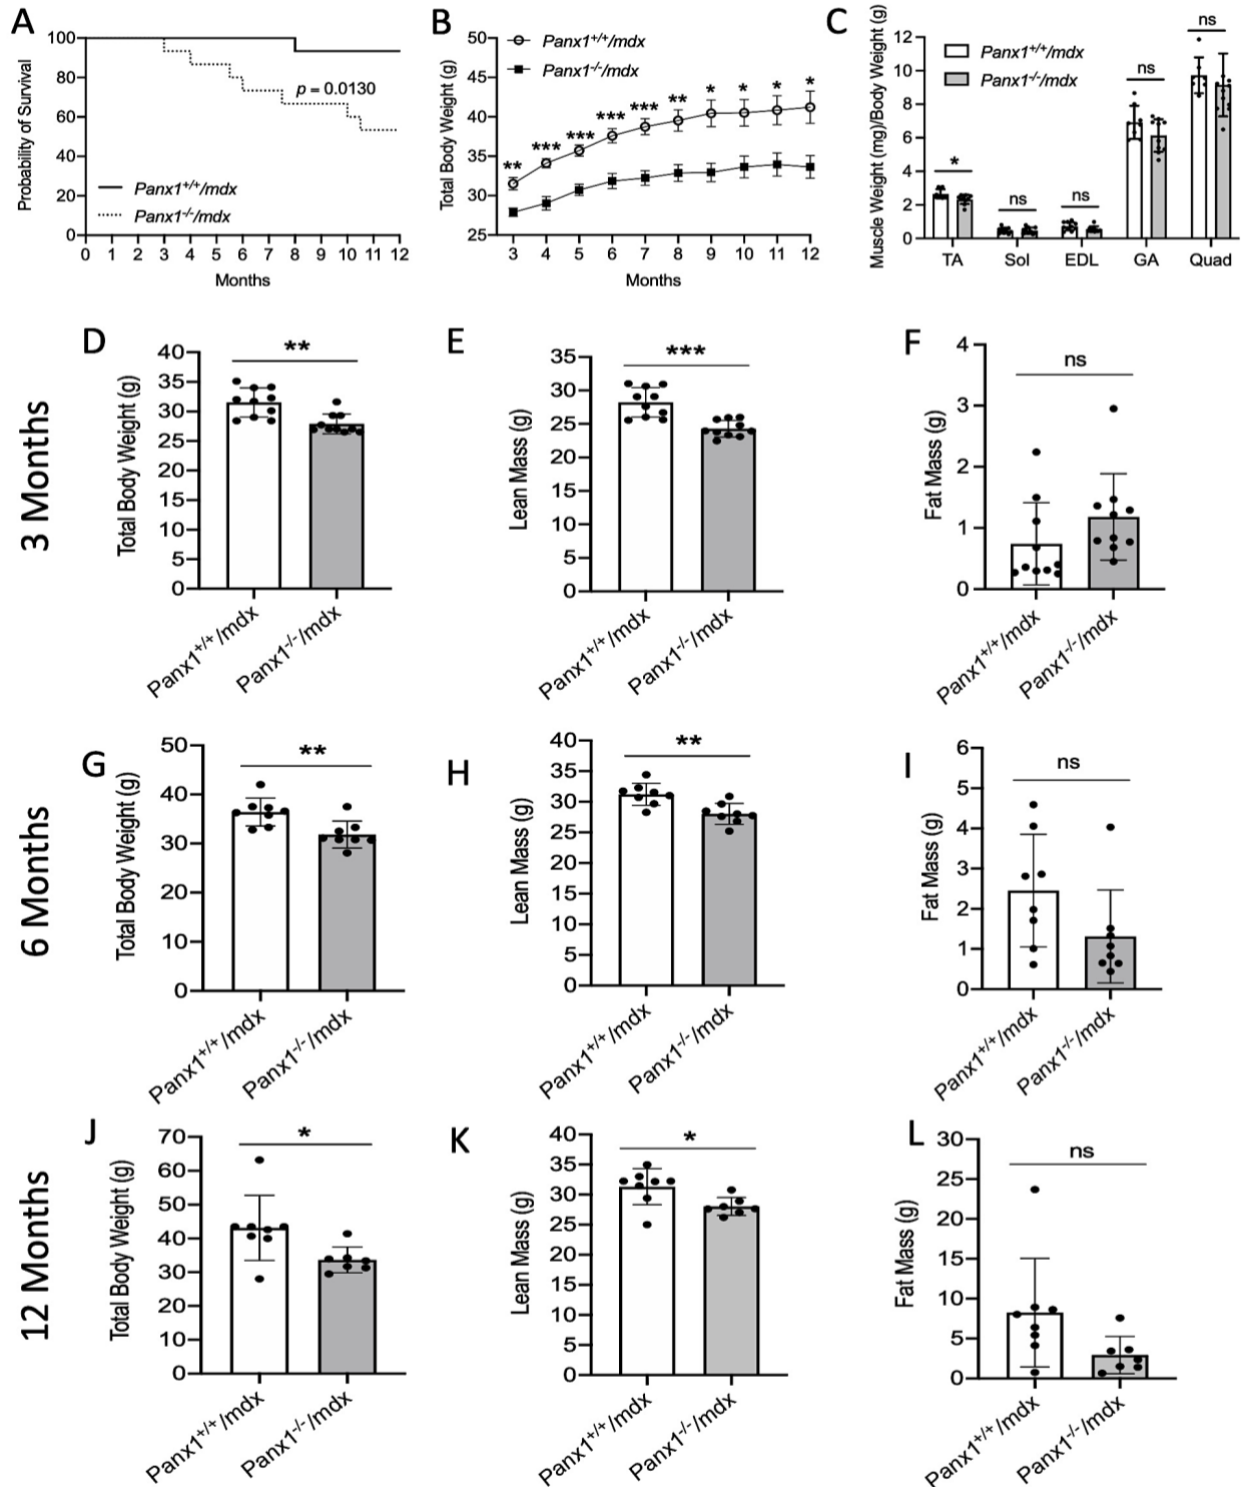 A
Probability of Survival
100
80
60
40
20
0
p = 0.0130
Panx1+/+/mdx
Panx1-/-/mdx
0 1 2 3 4 5 6 7 8 9 10 11 12
Months
B
Total Body Weight (g)
50
45
40
35
30
25
Panx1+/+/mdx
Panx1-/-/mdx
** *** *** *** *** ** * * * *
3 4 5 6 7 8 9 10 11 12
Months
C
Muscle Weight (mg)/Body Weight (g)
12
10
8
6
4
2
0
Panx1+/+/mdx
Panx1-/-/mdx
* ns ns ns ns
TA Sol EDL GA Quad
3 Months
D
Total Body Weight (g)
40
35
30
25
20
15
10
5
0
**
Panx1+/+/mdx
Panx1-/-/mdx
E
Lean Mass (g)
35
30
25
20
15
10
5
0
***
Panx1+/+/mdx
Panx1-/-/mdx
F
Fat Mass (g)
4
3
2
1
0
ns
Panx1+/+/mdx
Panx1-/-/mdx
6 Months
G
Total Body Weight (g)
50
40
30
20
10
0
**
Panx1+/+/mdx
Panx1-/-/mdx
H
Lean Mass (g)
40
35
30
25
20
15
10
5
0
**
Panx1+/+/mdx
Panx1-/-/mdx
I
Fat Mass (g)
6
5
4
3
2
1
0
ns
Panx1+/+/mdx
Panx1-/-/mdx
12 Months
J
Total Body Weight (g)
70
60
50
40
30
20
10
0
*
Panx1+/+/mdx
Panx1-/-/mdx
K
Lean Mass (g)
40
35
30
25
20
15
10
5
0
*
Panx1+/+/mdx
Panx1-/-/mdx
L
Fat Mass (g)
30
25
20
15
10
5
0
ns
Panx1+/+/mdx
Panx1-/-/mdx